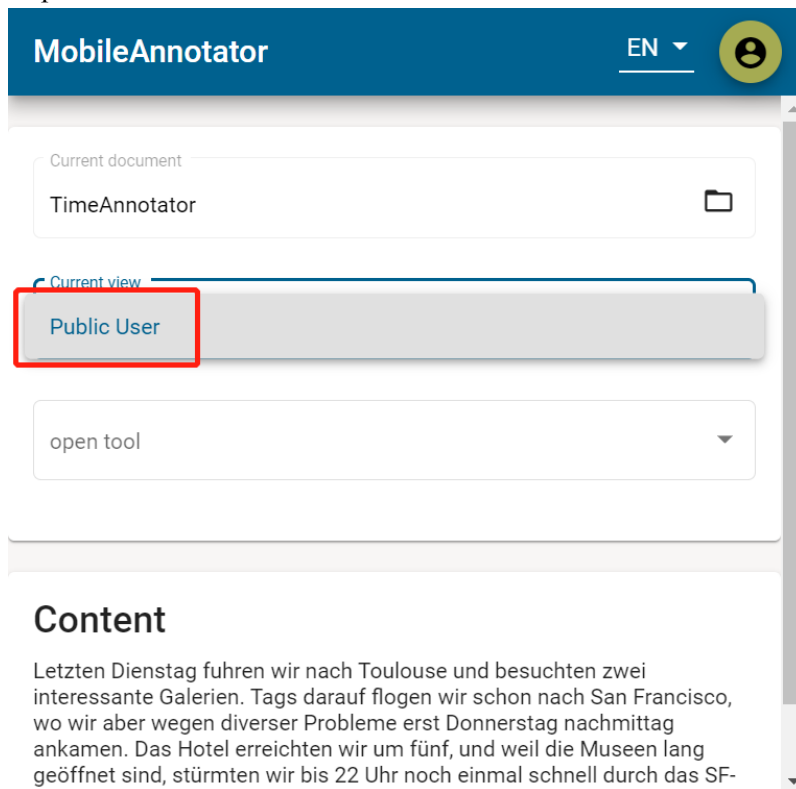 MobileAnnotator
EN
Current document
TimeAnnotator
Current view
Public User
open tool
Content
Letzten Dienstag fuhren wir nach Toulouse und besuchten zwei
interessante Galerien. Tags darauf flogen wir schon nach San Francisco,
wo wir aber wegen diverser Probleme erst Donnerstag nachmittag
ankamen. Das Hotel erreichten wir um fünf, und weil die Museen lang
geöffnet sind, stürmten wir bis 22 Uhr noch einmal schnell durch das SF-